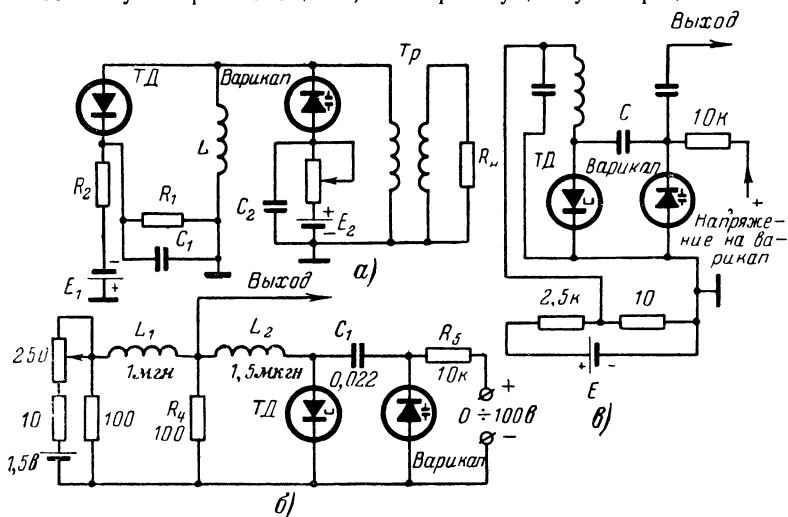 ТД
Варикап
Тр
L
R₂
R₁
C₁
E₁
- +
C₂
+
-
E₂
Rн
а)
Выход
C
10к
ТД
Варикап
+
Напряже-
ние на ва-
рикап
2,5к
10
+ -
E
в)
Выход
L₁
1мгн
L₂
1,5мкгн
C₁
0,022
R₅
10к
250
10
100
1,5в
R₄
100
ТД
Варикап
+
0÷100в
-
б)